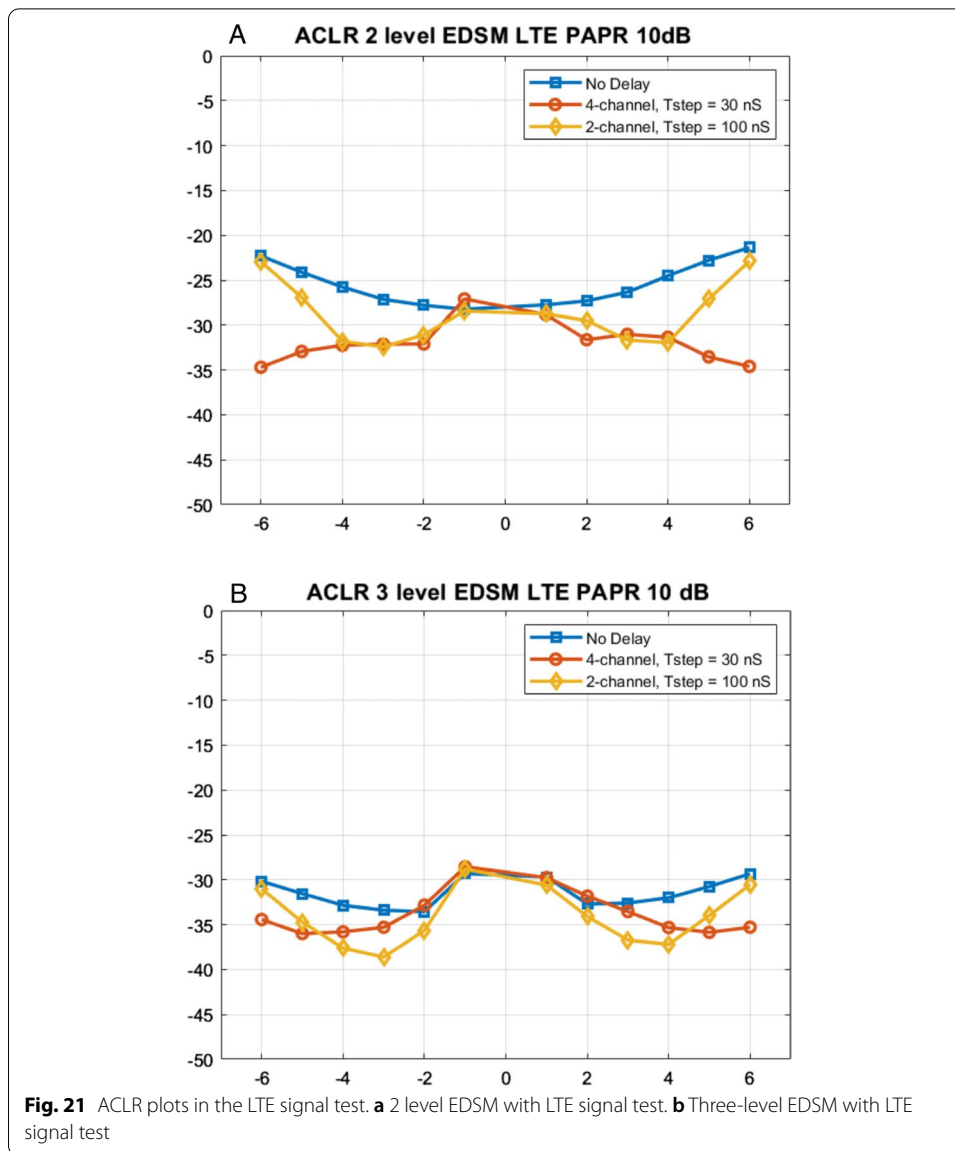 A
ACLR 2 level EDSM LTE PAPR 10dB
0
-5
-10
-15
-20
-25
-30
-35
-40
-45
-50
No Delay
4-channel, Tstep = 30 nS
2-channel, Tstep = 100 nS
-6 -4 -2 0 2 4 6
B
ACLR 3 level EDSM LTE PAPR 10 dB
0
-5
-10
-15
-20
-25
-30
-35
-40
-45
-50
No Delay
4-channel, Tstep = 30 nS
2-channel, Tstep = 100 nS
-6 -4 -2 0 2 4 6
Fig. 21 ACLR plots in the LTE signal test. a 2 level EDSM with LTE signal test. b Three-level EDSM with LTE
signal test